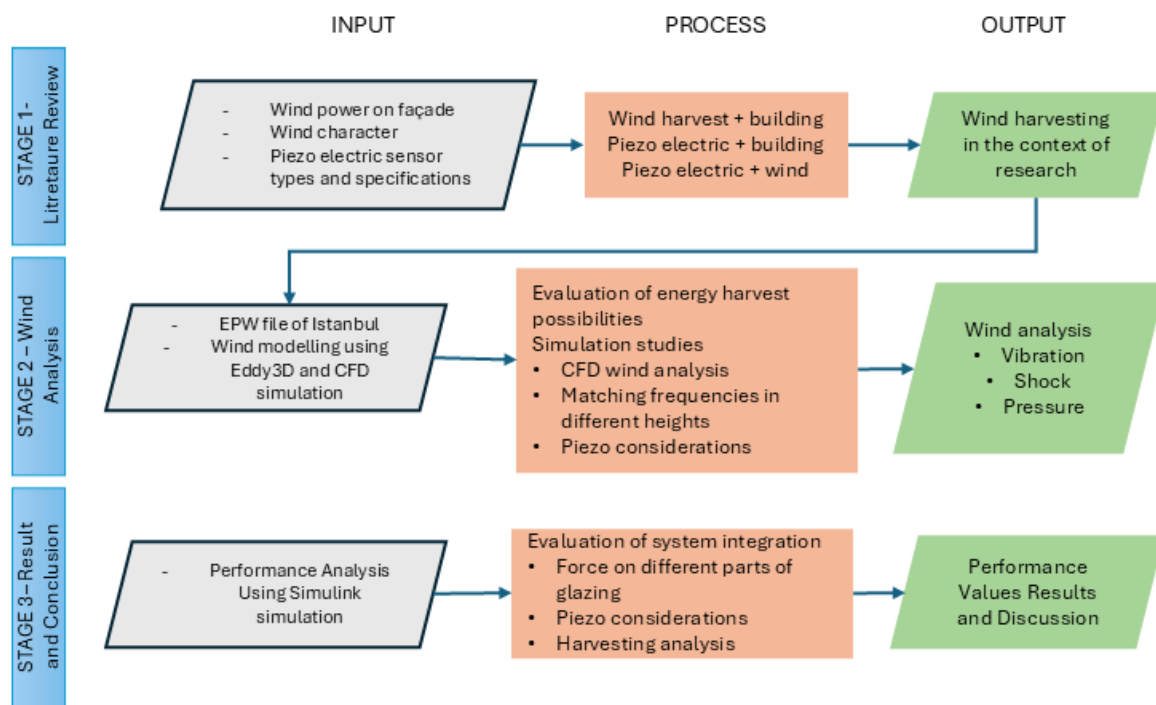 INPUT PROCESS OUTPUT
STAGE 1-
Litretaure Review
- Wind power on façade
- Wind character
- Piezo electric sensor
types and specifications
Wind harvest + building
Piezo electric + building
Piezo electric + wind
Wind harvesting
in the context of
research
STAGE 2 – Wind
Analysis
- EPW file of Istanbul
- Wind modelling using
Eddy3D and CFD
simulation
Evaluation of energy harvest
possibilities
Simulation studies
• CFD wind analysis
• Matching frequencies in
different heights
• Piezo considerations
Wind analysis
• Vibration
• Shock
• Pressure
STAGE 3–Result
and Conclusion
- Performance Analysis
Using Simulink
simulation
Evaluation of system integration
• Force on different parts of
glazing
• Piezo considerations
• Harvesting analysis
Performance
Values Results
and Discussion